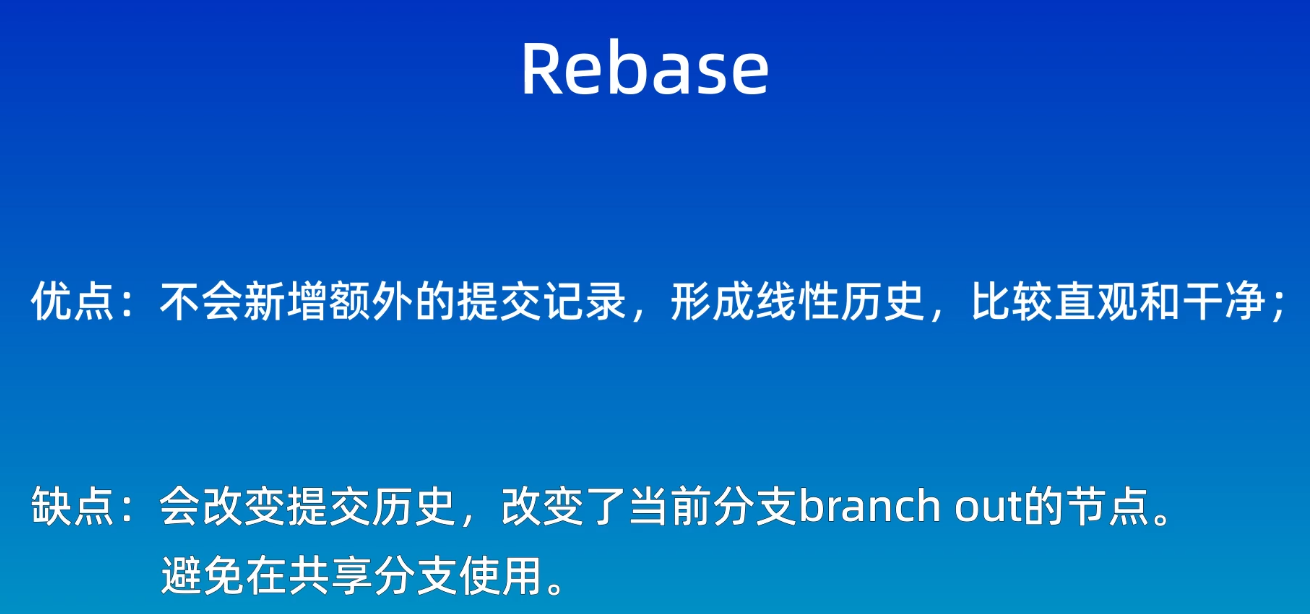 Rebase
优点：不会新增额外的提交记录，形成线性历史，比较直观和干净；
缺点：会改变提交历史，改变了当前分支branch out的节点。
避免在共享分支使用。